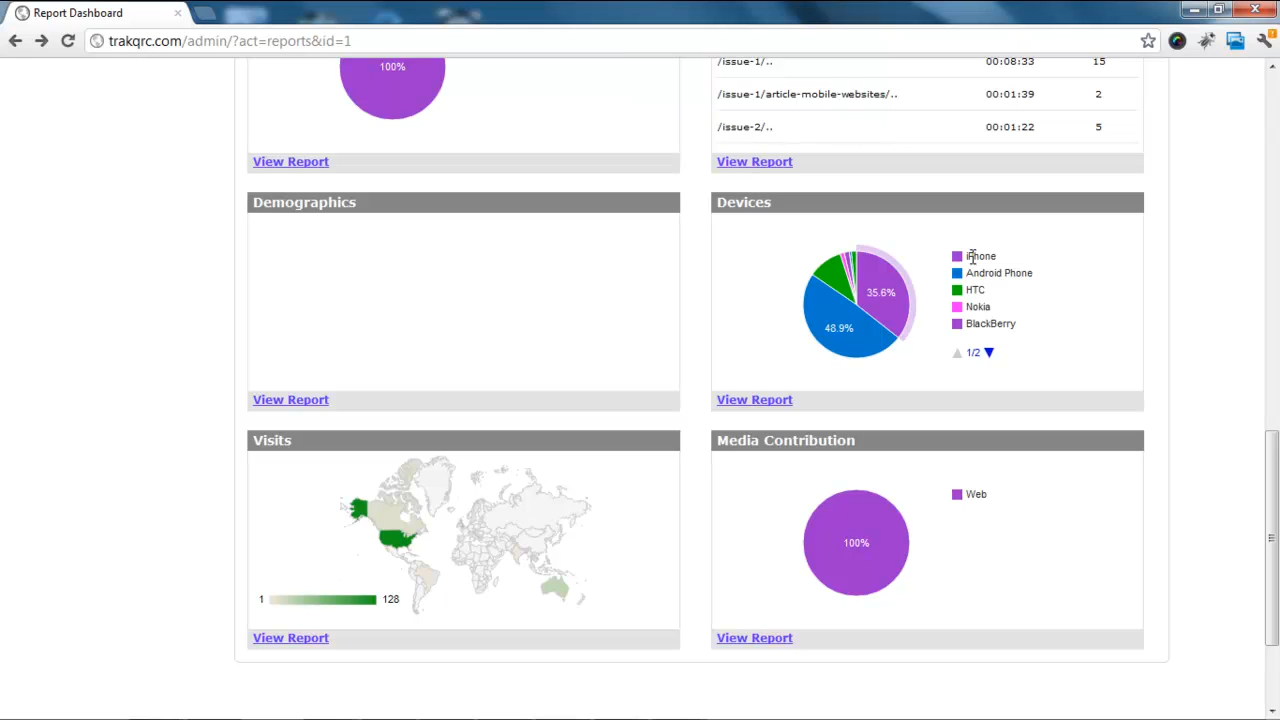 Report Dashboard
trakqrc.com/admin/?act=reports&id=1
100%
View Report
/issue-1/.. 00:08:33 15
/issue-1/article-mobile-websites/.. 00:01:39 2
/issue-2/.. 00:01:22 5
View Report
Demographics
View Report
Devices
35.6%
48.9%
iPhone
Android Phone
HTC
Nokia
BlackBerry
1/2
View Report
Visits
1 128
View Report
Media Contribution
100%
Web
View Report